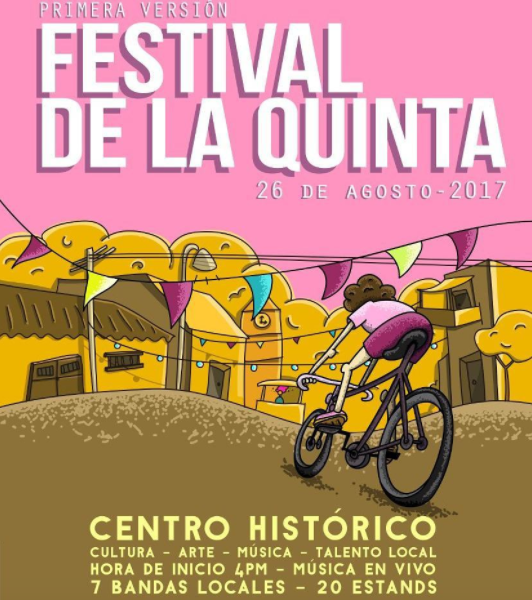 PRIMERA VERSIÓN
FESTIVAL
DE LA QUINTA
26 DE AGOSTO-2017
CENTRO HISTÓRICO
CULTURA - ARTE - MÚSICA - TALENTO LOCAL
HORA DE INICIO 4PM - MÚSICA EN VIVO
7 BANDAS LOCALES - 20 ESTANDS